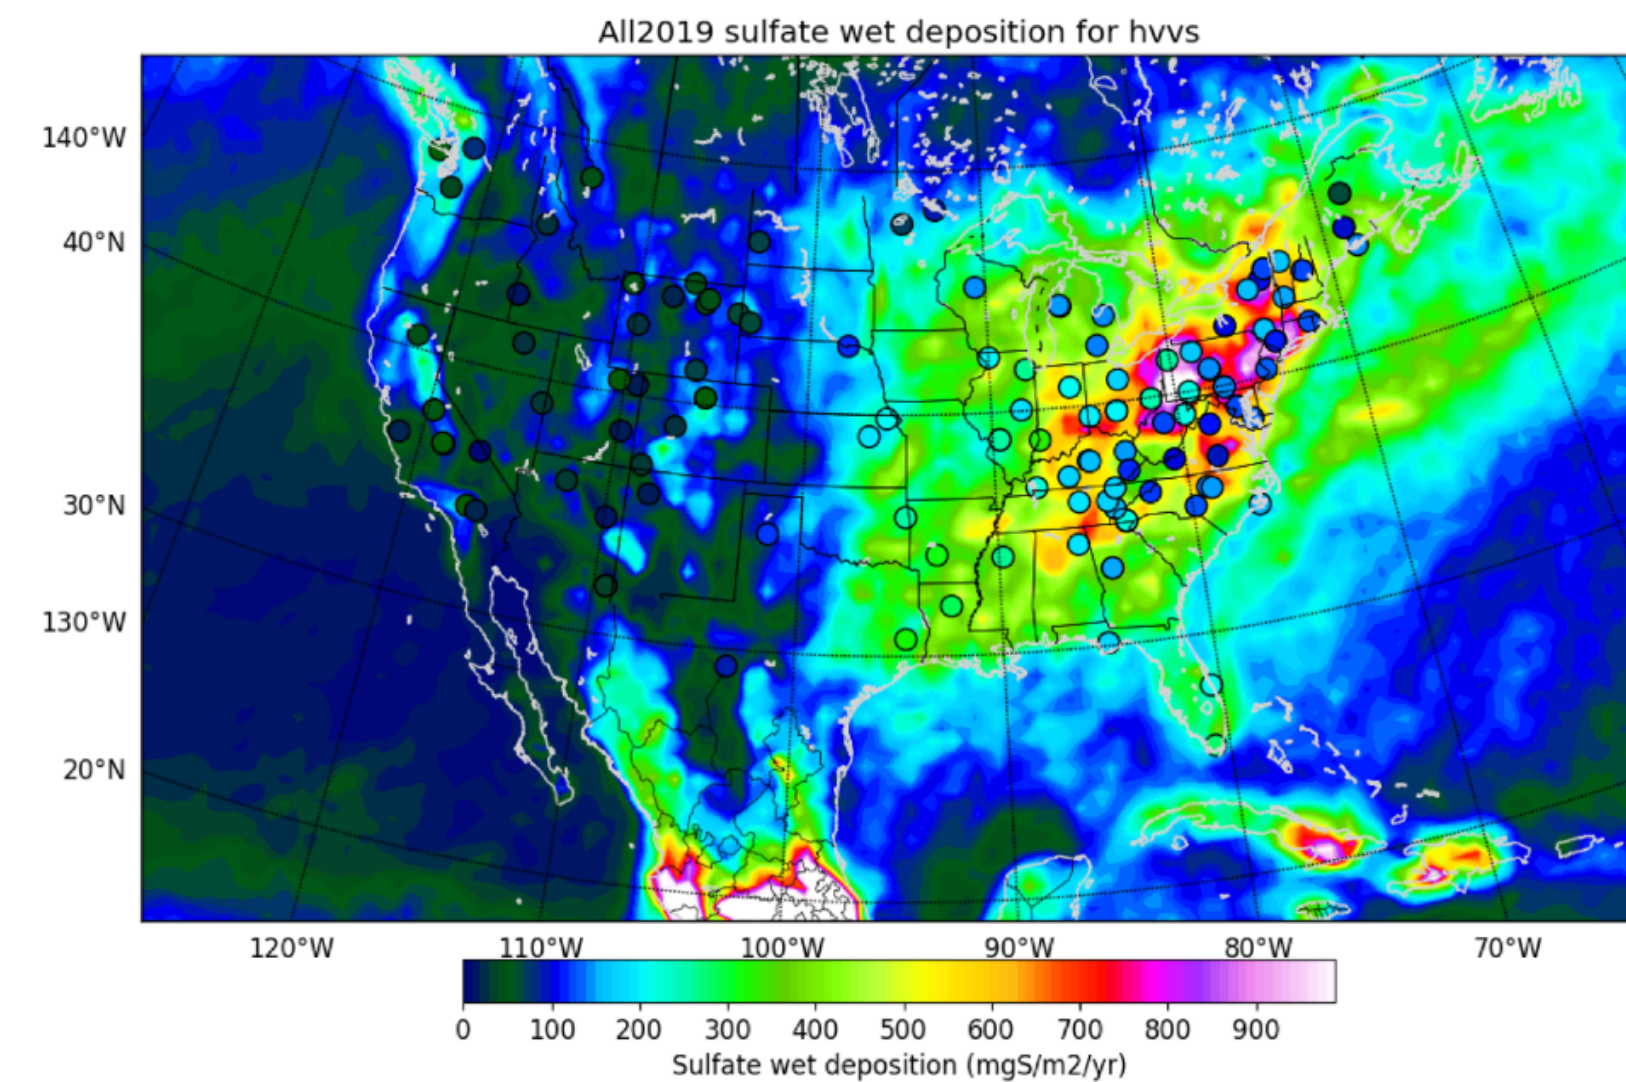 All2019 sulfate wet deposition for hvvs
140°W
40°N
30°N
130°W
20°N
120°W 110°W 100°W 90°W 80°W 70°W
0 100 200 300 400 500 600 700 800 900
Sulfate wet deposition (mgS/m2/yr)